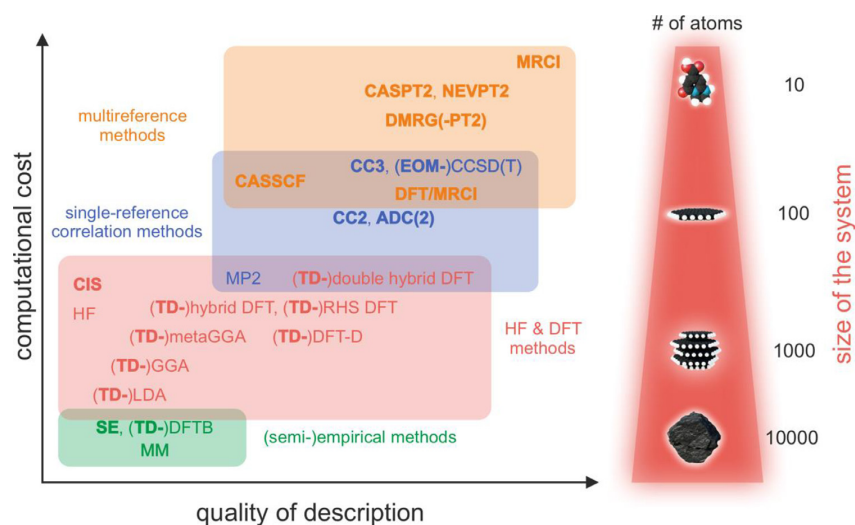 # of atoms
MRCI
CASPT2, NEVPT2
DMRG(-PT2)
multireference
methods
10
CC3, (EOM-)CCSD(T)
CASSCF
DFT/MRCI
single-reference
correlation methods
CC2, ADC(2)
100
MP2
(TD-)double hybrid DFT
CIS
HF
(TD-)hybrid DFT, (TD-)RHS DFT
(TD-)metaGGA
(TD-)DFT-D
HF & DFT
methods
(TD-)GGA
(TD-)LDA
1000
SE, (TD-)DFTB
MM
(semi-)empirical methods
10000
computational cost
quality of description
size of the system